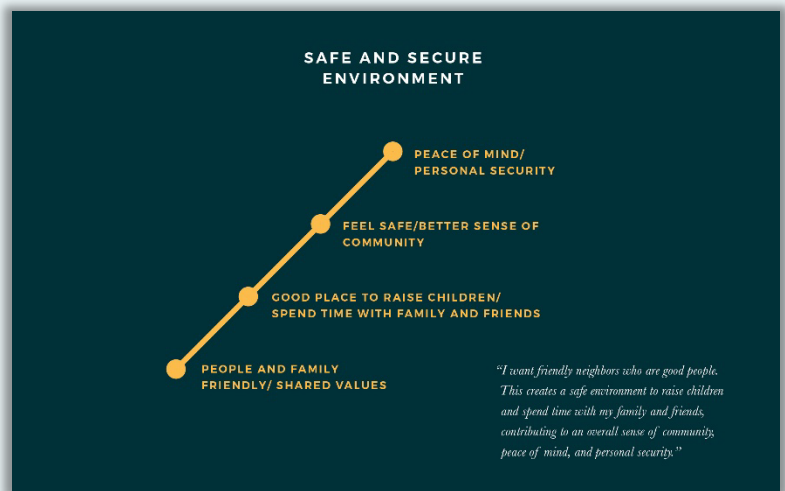 SAFE AND SECURE
ENVIRONMENT
PEACE OF MIND/
PERSONAL SECURITY
FEEL SAFE/BETTER SENSE OF
COMMUNITY
GOOD PLACE TO RAISE CHILDREN/
SPEND TIME WITH FAMILY AND FRIENDS
PEOPLE AND FAMILY
FRIENDLY/ SHARED VALUES
“I want friendly neighbors who are good people.
This creates a safe environment to raise children
and spend time with my family and friends,
contributing to an overall sense of community,
peace of mind, and personal security.”